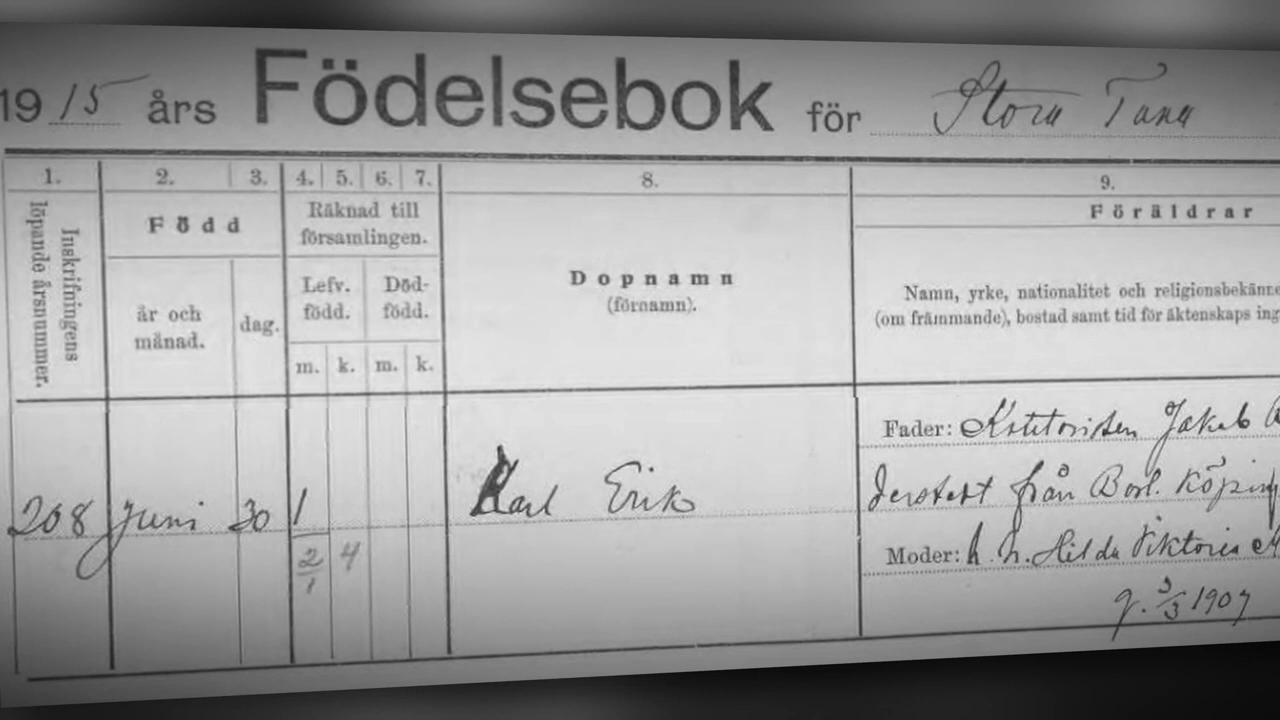 1915 års Födelsebok för Stora Tuna
1. 2. 3. 4. 5. 6. 7. 8. 9.
Inskrifningens
löpande årsnummer.
Född
år och
månad.
dag.
Räknad till
församlingen.
Lefv.
född.
Död-
född.
m. k. m. k.
Dopnamn
(förnamn).
Föräldrar
Namn, yrke, nationalitet och religionsbekänne
(om främmande), bostad samt tid för äktenskaps ing
208 Juni 30 1 Karl Erik
2/1 4
Fader: Jakob
från Borl. Köping
Moder: h. h. Hilda Viktoria
g. 3/3 1907